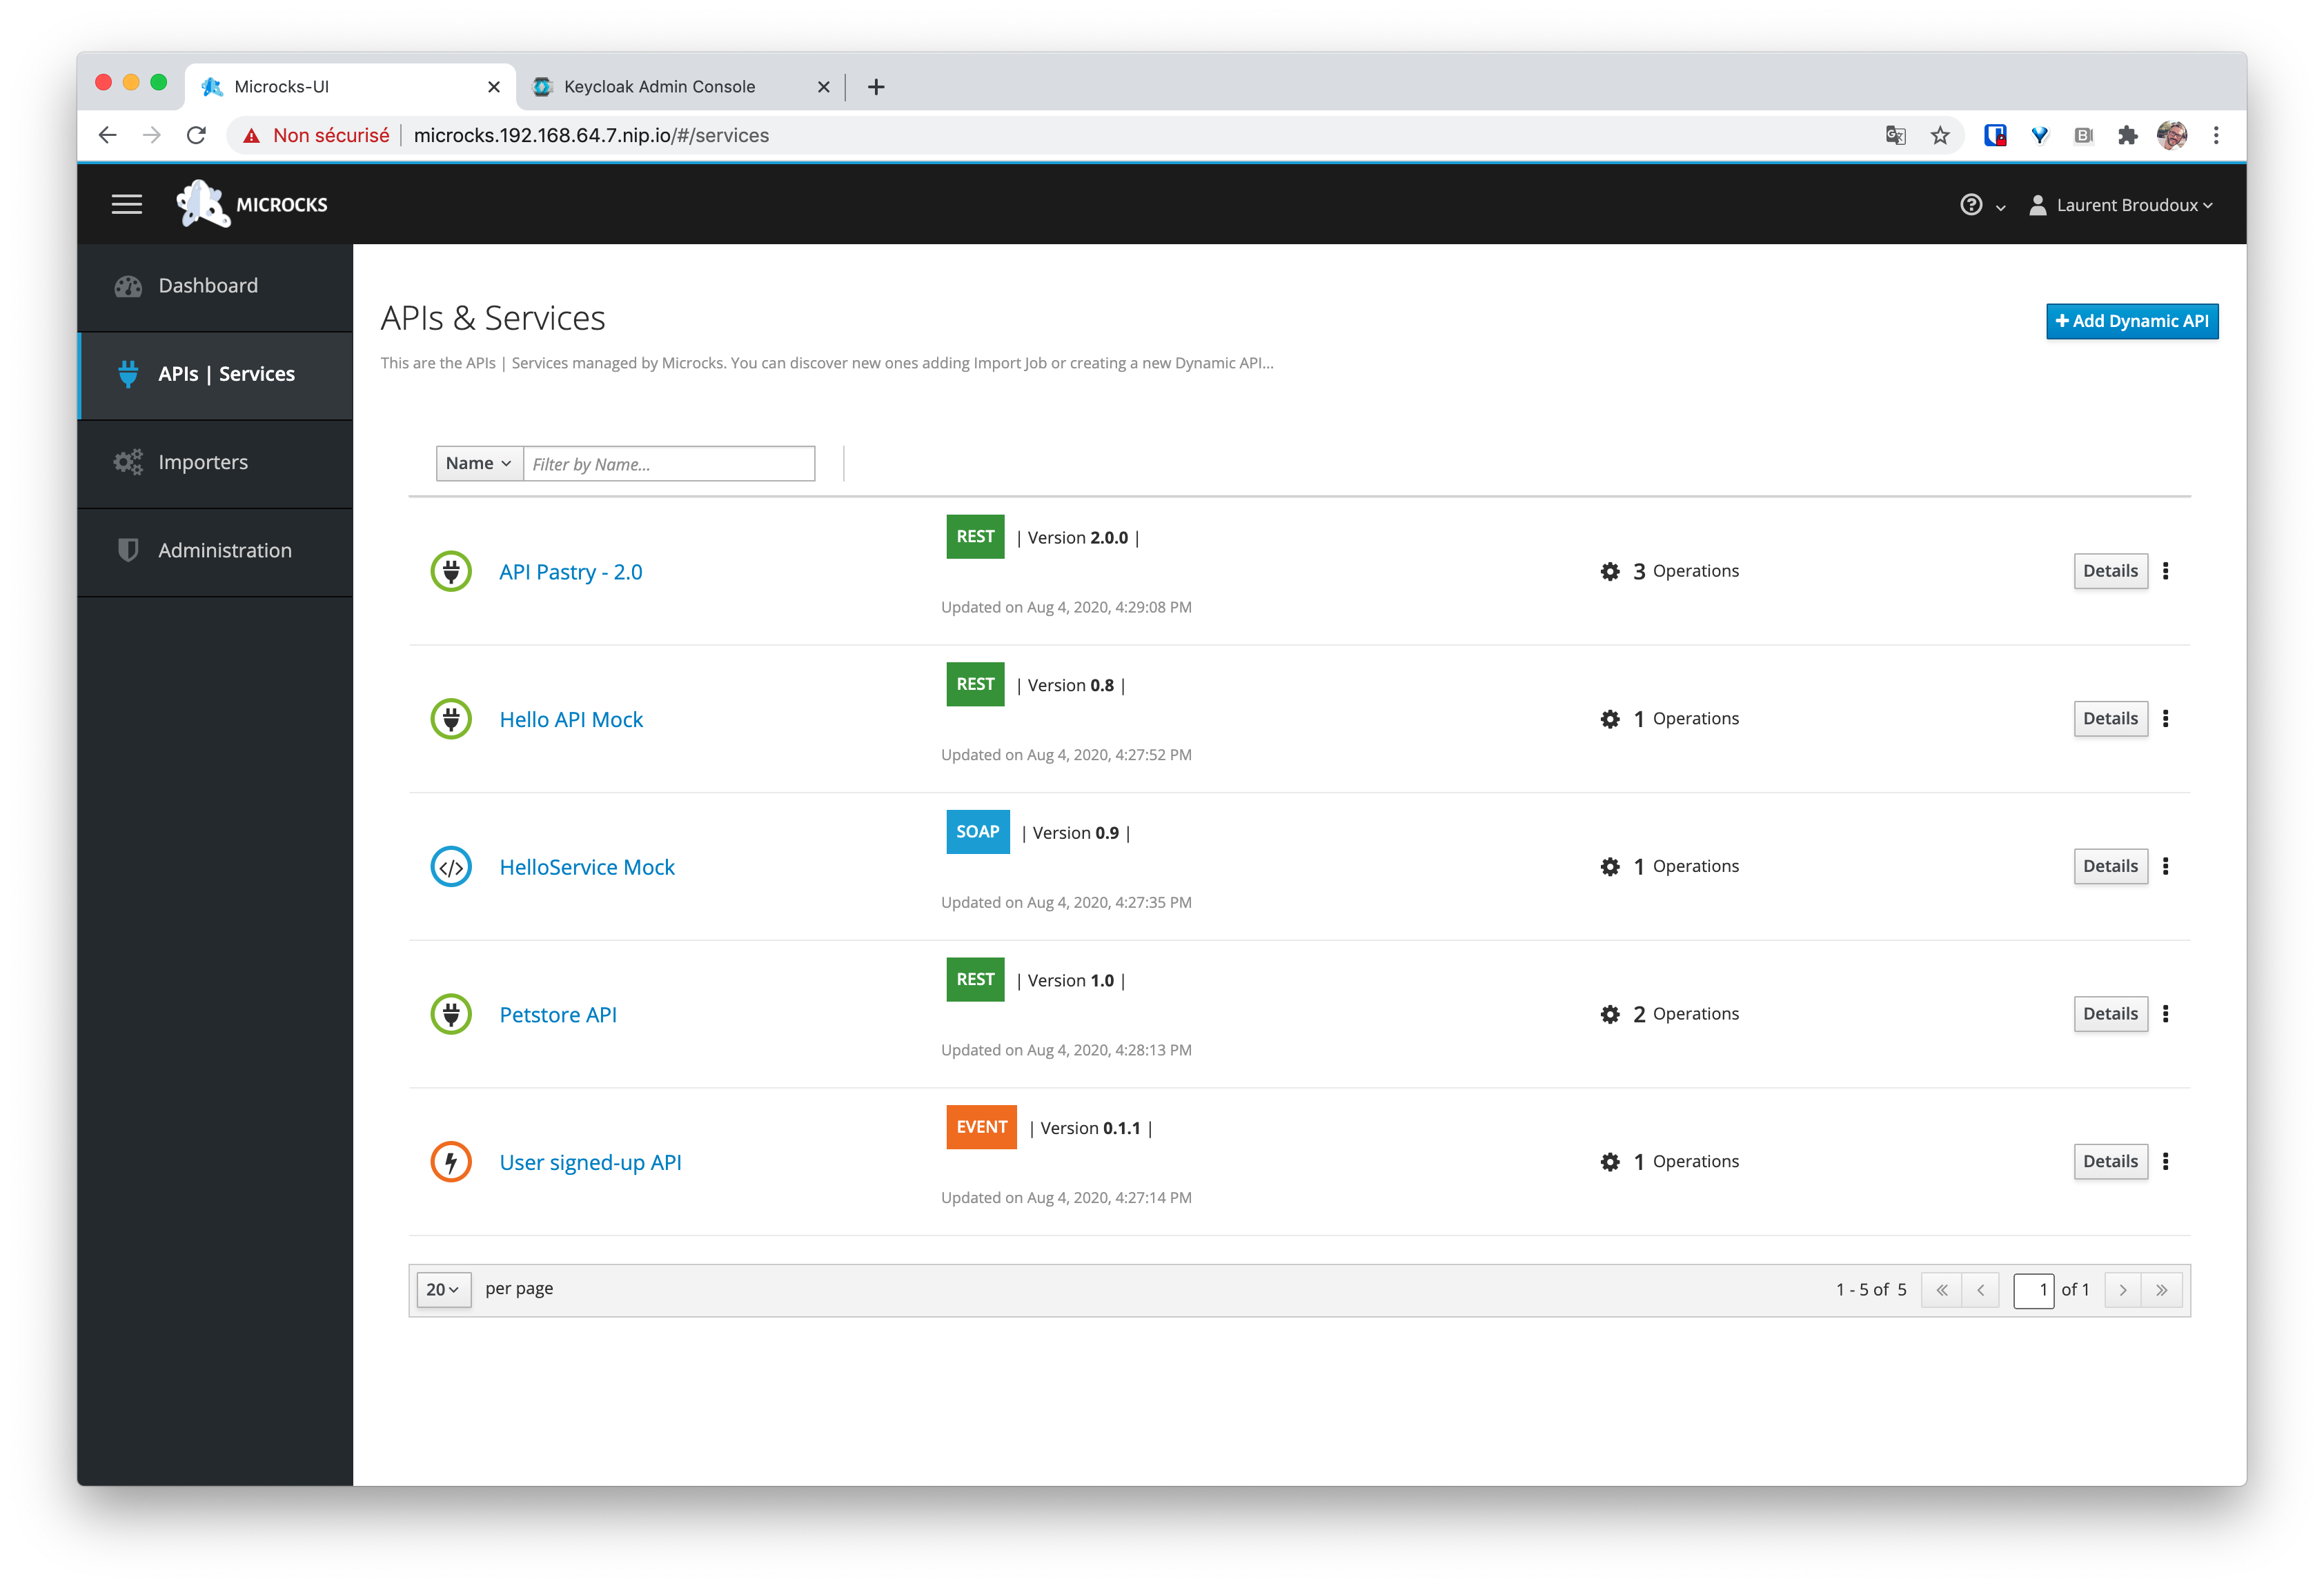 Microcks-UI
Keycloak Admin Console
Non sécurisé
microcks.192.168.64.7.nip.io/#/services
MICROCKS
Laurent Broudoux
Dashboard
APIs | Services
Importers
Administration
APIs & Services
+ Add Dynamic API
This are the APIs | Services managed by Microcks. You can discover new ones adding Import Job or creating a new Dynamic API...
Name
Filter by Name...
API Pastry - 2.0
REST | Version 2.0.0 |
Updated on Aug 4, 2020, 4:29:08 PM
3 Operations
Details
Hello API Mock
REST | Version 0.8 |
Updated on Aug 4, 2020, 4:27:52 PM
1 Operations
Details
HelloService Mock
SOAP | Version 0.9 |
Updated on Aug 4, 2020, 4:27:35 PM
1 Operations
Details
Petstore API
REST | Version 1.0 |
Updated on Aug 4, 2020, 4:28:13 PM
2 Operations
Details
User signed-up API
EVENT | Version 0.1.1 |
Updated on Aug 4, 2020, 4:27:14 PM
1 Operations
Details
20 per page
1 - 5 of 5
1 of 1